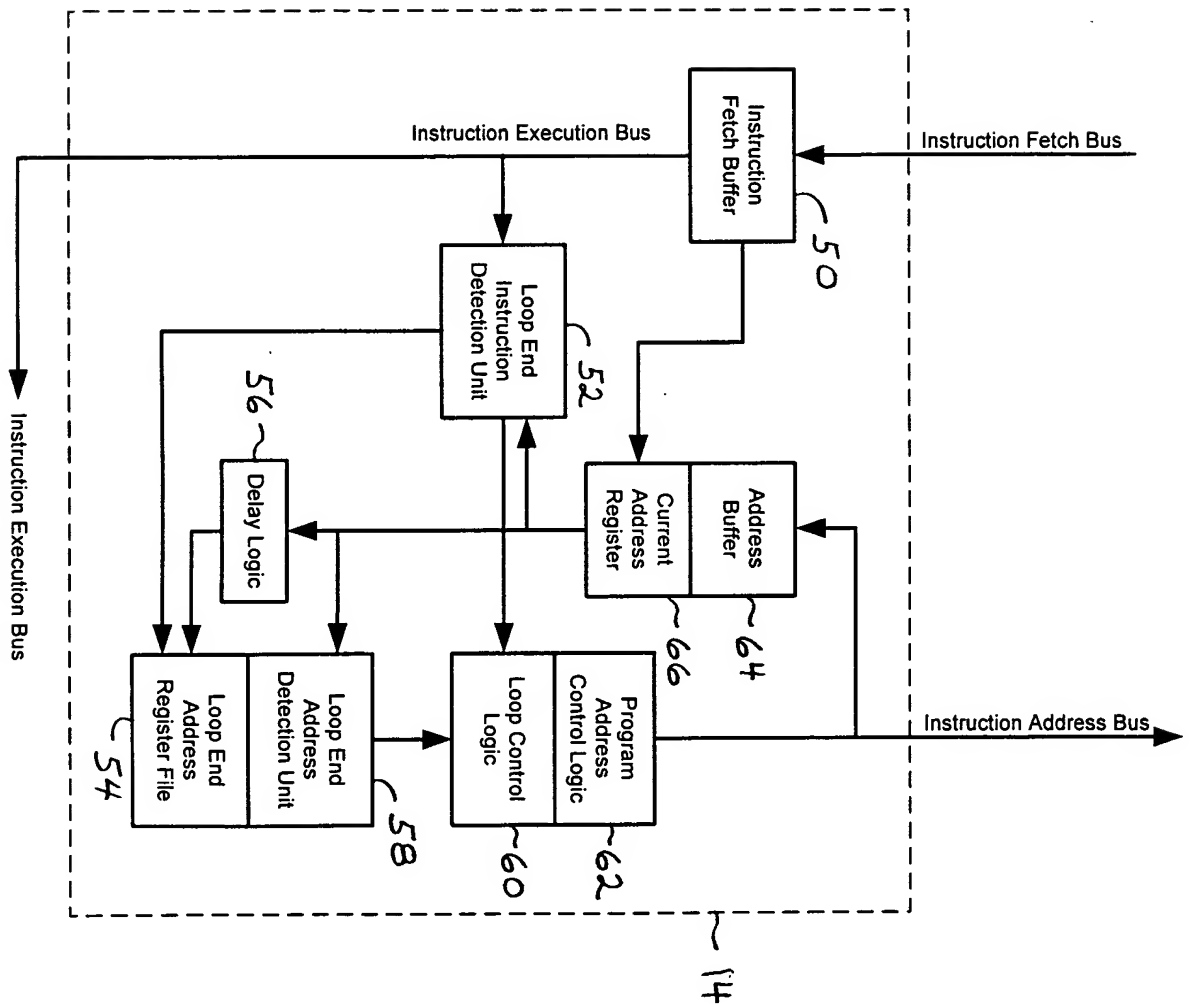 Instruction Fetch Bus
Instruction
Fetch Buffer
50
Instruction Execution Bus
Loop End
Instruction
Detection Unit
52
56
Delay Logic
Address
Buffer
64
Current
Address
Register
66
Instruction Address Bus
Program
Address
Control Logic
62
Loop Control
Logic
60
Loop End
Address
Detection Unit
58
Loop End
Address
Register File
54
Instruction Execution Bus
14